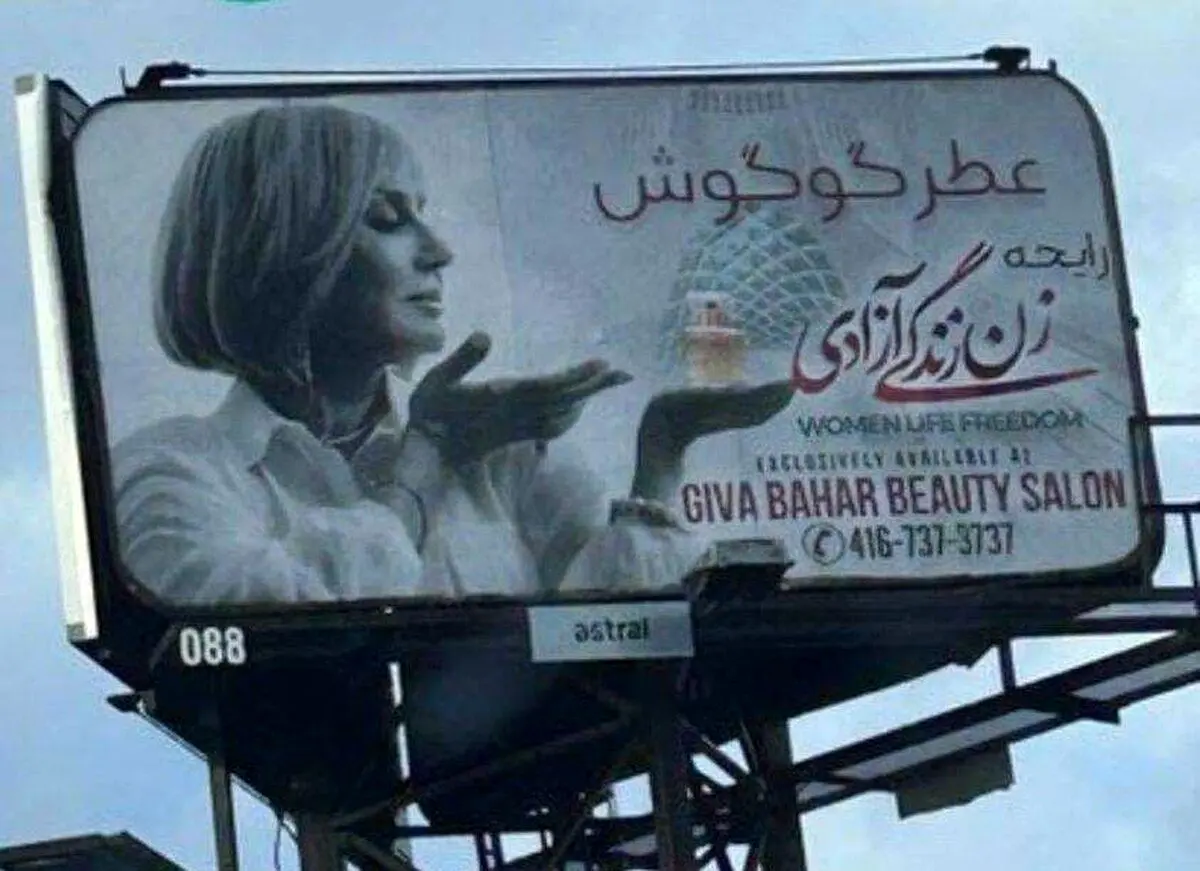 عطر گوگوش
رایحه
زن زندگی آزادی
WOMEN LIFE FREEDOM
EXCLUSIVELY AVAILABLE AT
GIVA BAHAR BEAUTY SALON
416-737-3737
astral
088